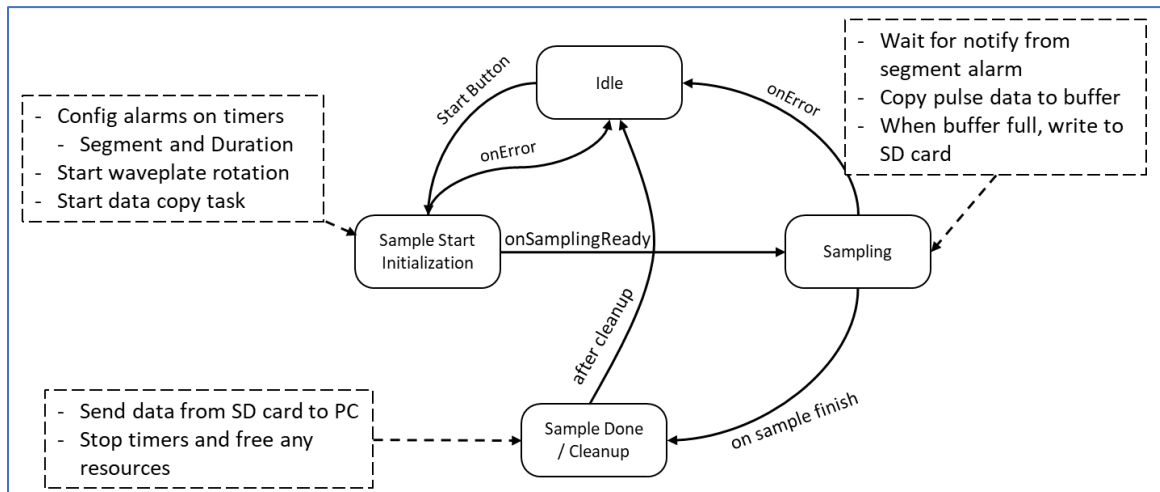 - Wait for notify from
segment alarm
- Copy pulse data to buffer
- When buffer full, write to
SD card
Idle
Start Button
onError
onError
- Config alarms on timers
- Segment and Duration
- Start waveplate rotation
- Start data copy task
Sample Start
Initialization
onSamplingReady
Sampling
after cleanup
on sample finish
- Send data from SD card to PC
- Stop timers and free any
resources
Sample Done
/ Cleanup